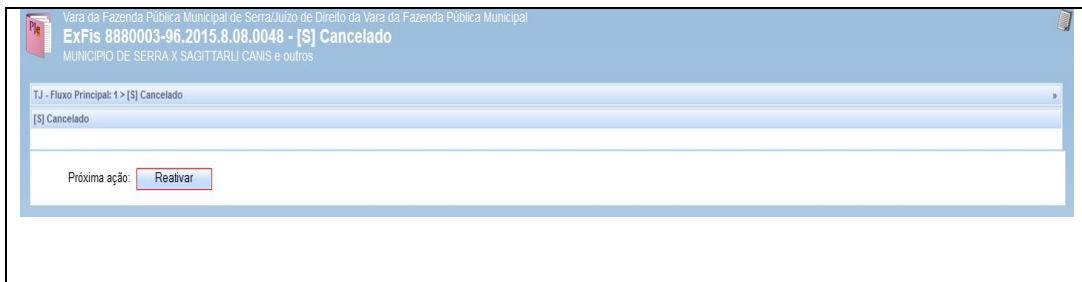 PJe
Vara da Fazenda Pública Municipal de Serra/Juízo de Direito da Vara da Fazenda Pública Municipal
ExFis 8880003-96.2015.8.08.0048 - [S] Cancelado
MUNICIPIO DE SERRA X SAGITTARLI CANIS e outros
TJ - Fluxo Principal: 1 > [S] Cancelado »
[S] Cancelado
Próxima ação: Reativar